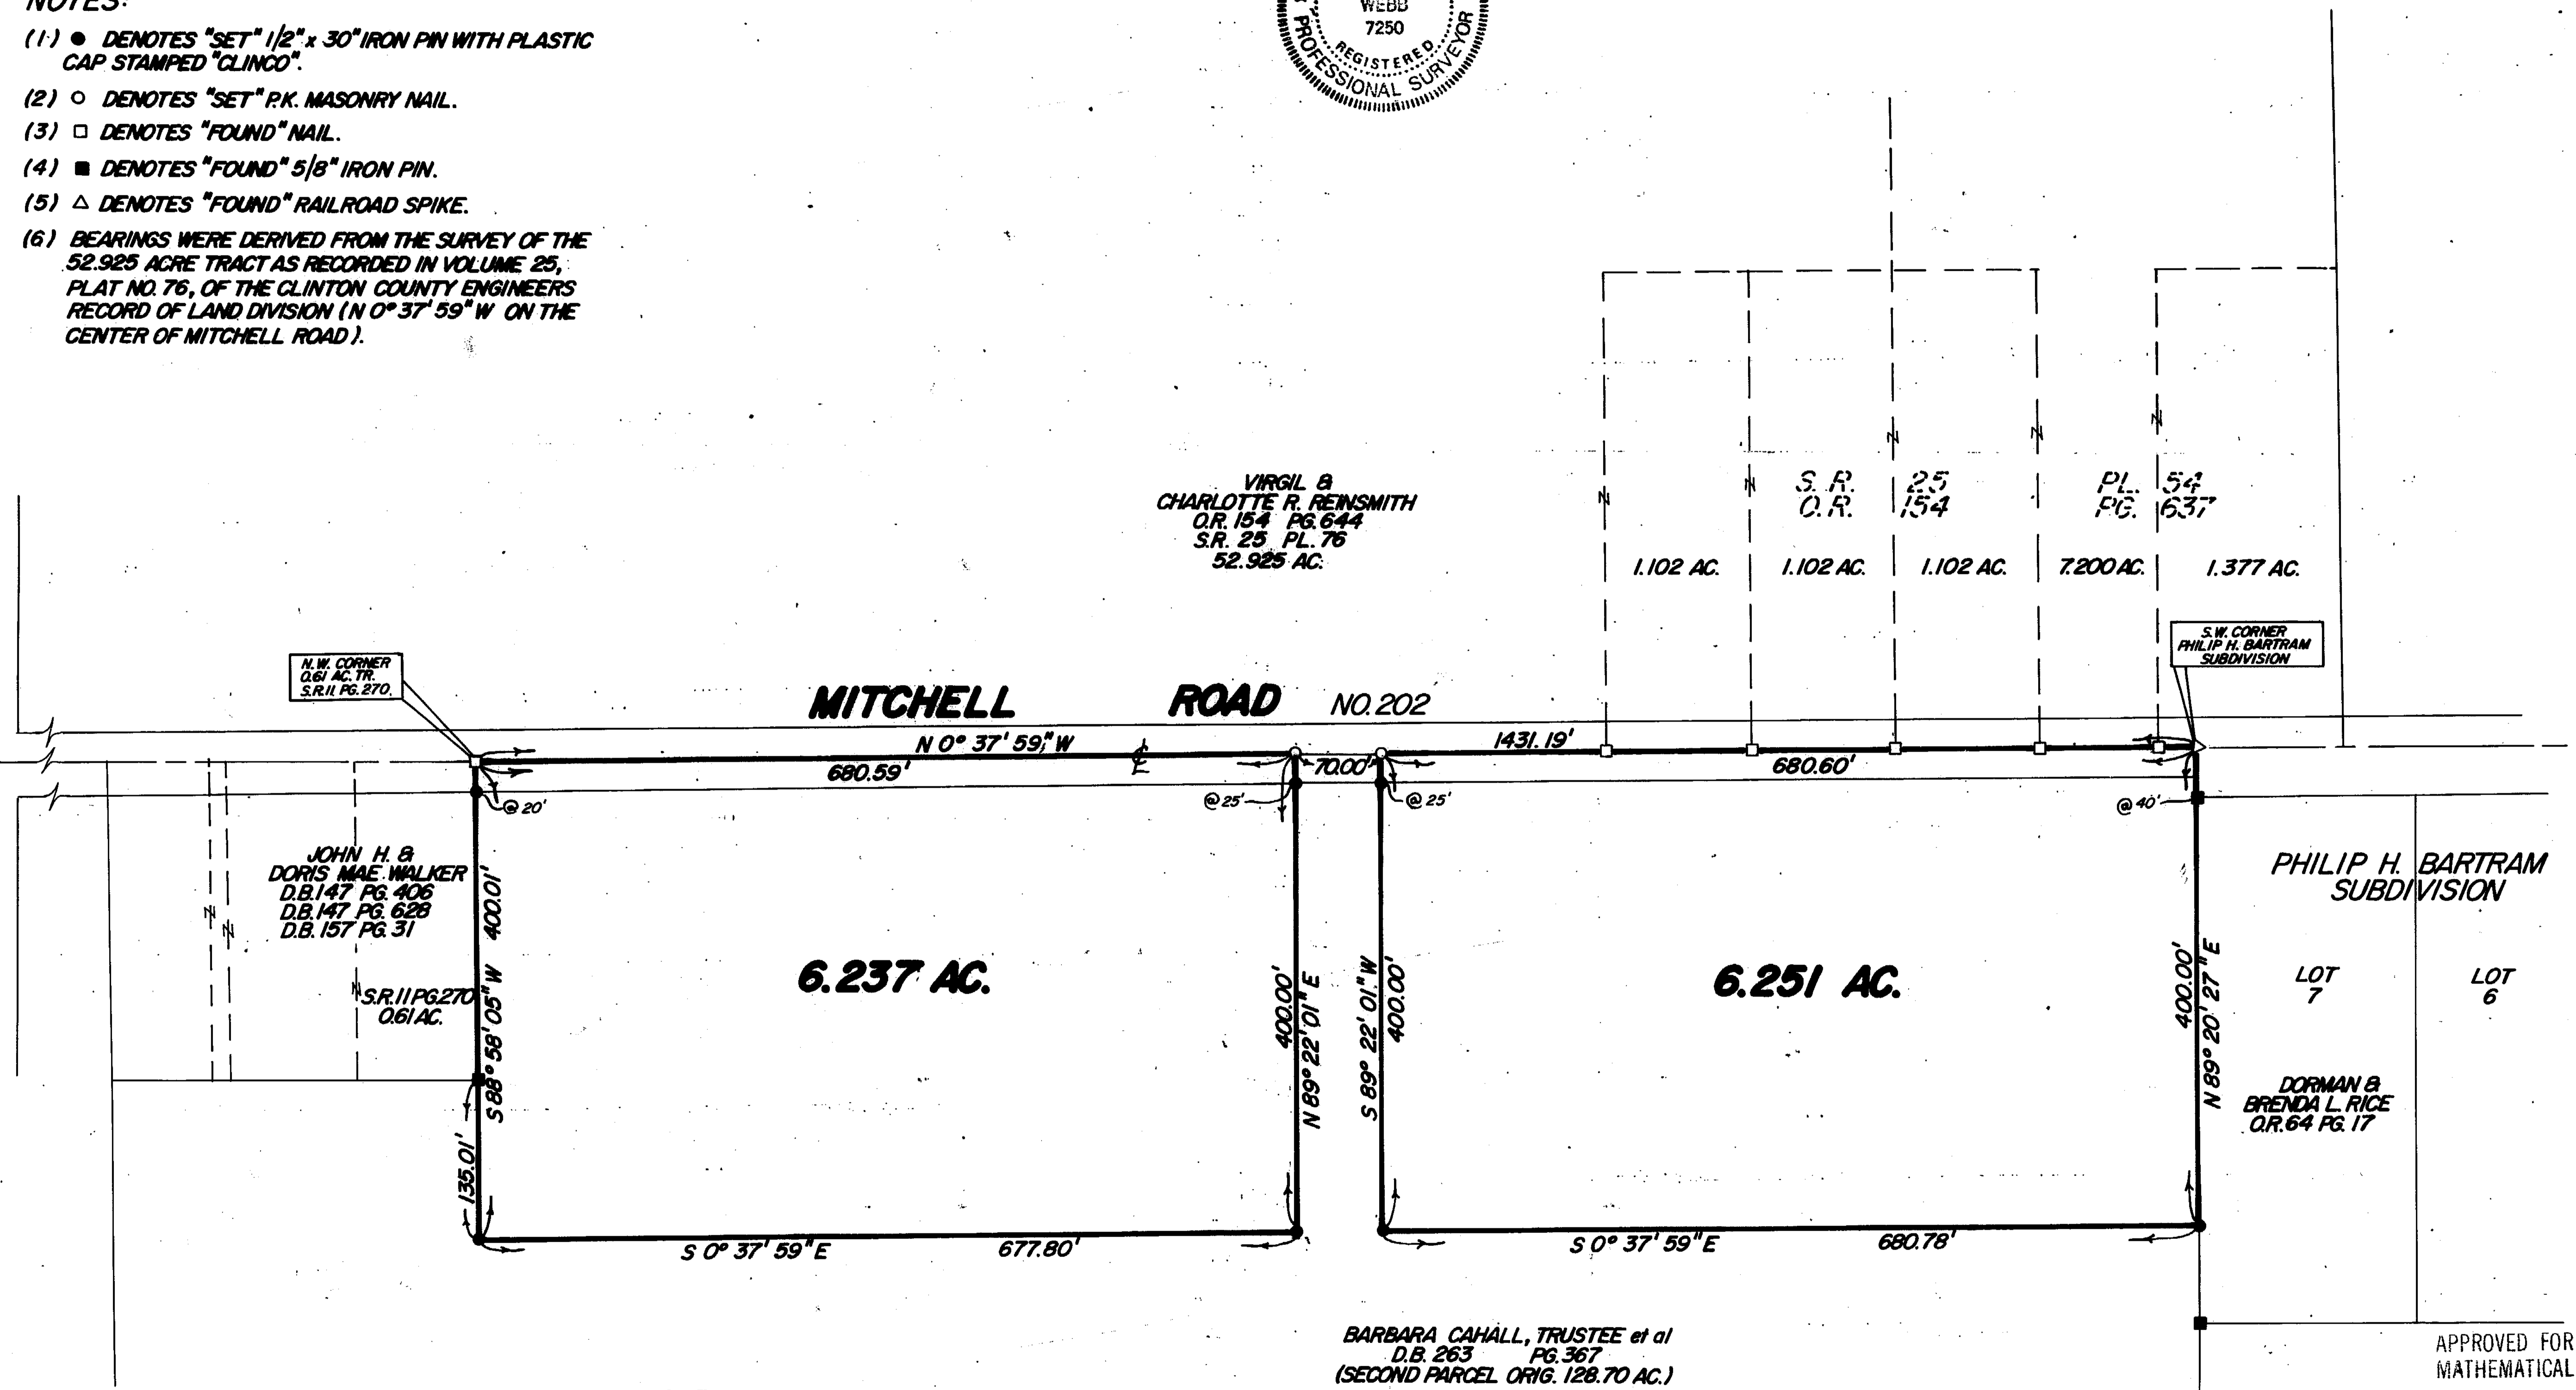 NOTES:
(1) ● DENOTES "SET" 1/2" x 30" IRON PIN WITH PLASTIC
CAP STAMPED "CLINCO".
(2) ○ DENOTES "SET" P.K. MASONRY NAIL.
(3) □ DENOTES "FOUND" NAIL.
(4) ■ DENOTES "FOUND" 5/8" IRON PIN.
(5) △ DENOTES "FOUND" RAILROAD SPIKE.
(6) BEARINGS WERE DERIVED FROM THE SURVEY OF THE
52.925 ACRE TRACT AS RECORDED IN VOLUME 25,
PLAT NO. 76, OF THE CLINTON COUNTY ENGINEERS
RECORD OF LAND DIVISION (N 0° 37' 59" W ON THE
CENTER OF MITCHELL ROAD).
WEBB
7250
REGISTERED
PROFESSIONAL SURVEYOR
VIRGIL &
CHARLOTTE R. REINSMITH
O.R. 154 PG. 644
S.R. 25 PL. 76
52.925 AC.
S.R. 25 PL. 54
O.R. 154 PG. 637
1.102 AC.
1.102 AC.
1.102 AC.
7.200 AC.
1.377 AC.
N.W. CORNER
0.61 AC. TR.
S.R. 11 PG. 270.
S.W. CORNER
PHILIP H. BARTRAM
SUBDIVISION
MITCHELL ROAD NO. 202
N 0° 37' 59" W
1431.19'
680.59'
70.00'
680.60'
@ 20'
@ 25'
@ 25'
@ 40'
JOHN H. &
DORIS MAE WALKER
D.B. 147 PG. 406
D.B. 147 PG. 628
D.B. 157 PG. 31
S.R. 11 PG. 270
0.61 AC.
S 88° 58' 05" W 400.01'
135.01'
6.237 AC.
400.00'
N 89° 22' 01" E
S 89° 22' 01" W
400.00'
6.251 AC.
400.00'
N 89° 20' 27" E
PHILIP H. BARTRAM
SUBDIVISION
LOT
7
LOT
6
DORMAN &
BRENDA L. RICE
O.R. 64 PG. 17
S 0° 37' 59" E 677.80'
S 0° 37' 59" E 680.78'
BARBARA CAHALL, TRUSTEE et al
D.B. 263 PG. 367
(SECOND PARCEL ORIG. 128.70 AC.)
APPROVED FOR
MATHEMATICAL